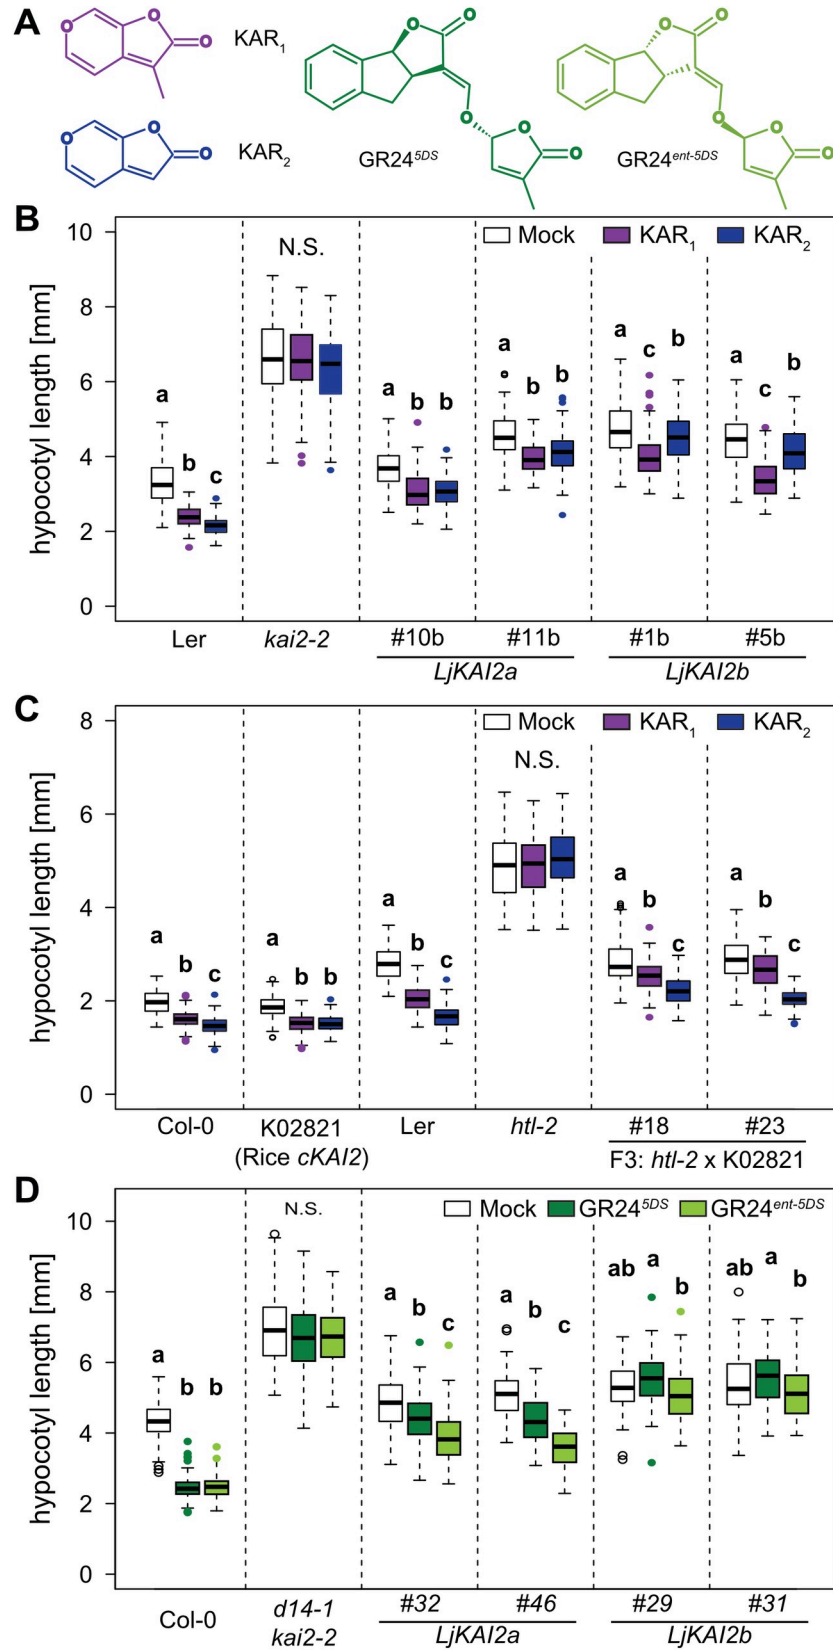 A
O O O
KAR1
O O O
KAR2
O O O O O
GR24 5DS
O O O O O
GR24 ent-5DS
B
hypocotyl length [mm]
10
8
6
4
2
0
Mock KAR1 KAR2
N.S.
a b c
a b b
a b b
a c b
a c b
Ler kai2-2 #10b #11b #1b #5b
LjKAI2a LjKAI2b
C
hypocotyl length [mm]
8
6
4
2
0
Mock KAR1 KAR2
N.S.
a b c
a b b
a b c
a b c
a b c
Col-0 K02821 Ler htl-2 #18 #23
(Rice cKAI2) F3: htl-2 x K02821
D
hypocotyl length [mm]
10
8
6
4
2
0
Mock GR24 5DS GR24 ent-5DS
N.S.
a b b
a b c
a b c
ab a b
ab a b
Col-0 d14-1 #32 #46 #29 #31
kai2-2 LjKAI2a LjKAI2b